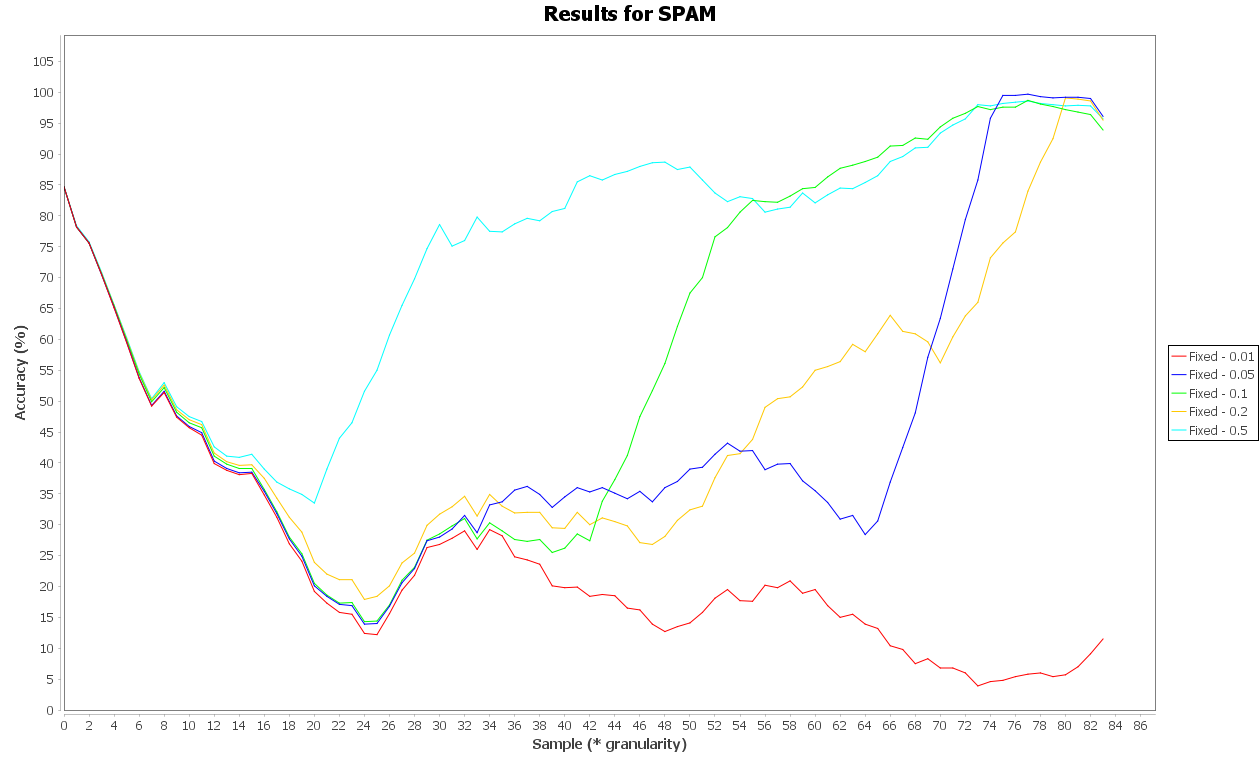 Results for SPAM
Accuracy (%)
105
100
95
90
85
80
75
70
65
60
55
50
45
40
35
30
25
20
15
10
5
0
0 2 4 6 8 10 12 14 16 18 20 22 24 26 28 30 32 34 36 38 40 42 44 46 48 50 52 54 56 58 60 62 64 66 68 70 72 74 76 78 80 82 84 86
Sample (* granularity)
Fixed - 0.01
Fixed - 0.05
Fixed - 0.1
Fixed - 0.2
Fixed - 0.5